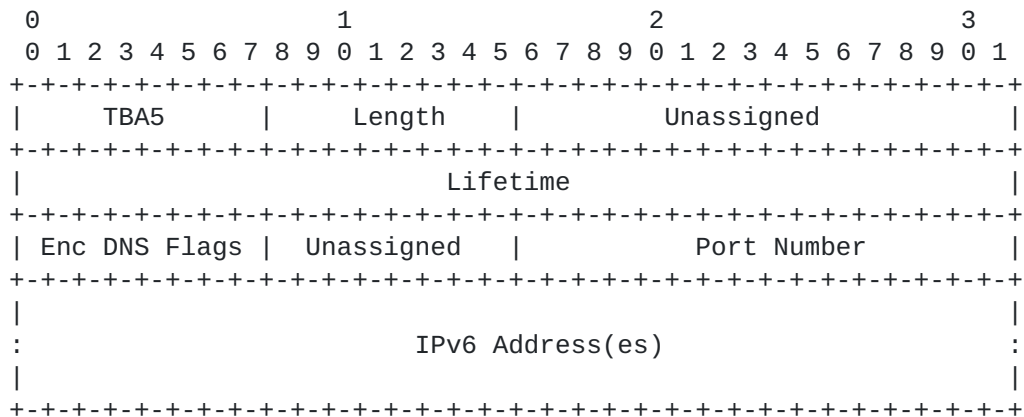 0                   1                   2                   3
 0 1 2 3 4 5 6 7 8 9 0 1 2 3 4 5 6 7 8 9 0 1 2 3 4 5 6 7 8 9 0 1
+-+-+-+-+-+-+-+-+-+-+-+-+-+-+-+-+-+-+-+-+-+-+-+-+-+-+-+-+-+-+-+-+
|     TBA5      |     Length    |         Unassigned            |
+-+-+-+-+-+-+-+-+-+-+-+-+-+-+-+-+-+-+-+-+-+-+-+-+-+-+-+-+-+-+-+-+
|                           Lifetime                            |
+-+-+-+-+-+-+-+-+-+-+-+-+-+-+-+-+-+-+-+-+-+-+-+-+-+-+-+-+-+-+-+-+
| Enc DNS Flags |  Unassigned   |           Port Number         |
+-+-+-+-+-+-+-+-+-+-+-+-+-+-+-+-+-+-+-+-+-+-+-+-+-+-+-+-+-+-+-+-+
|                                                               |
:                         IPv6 Address(es)                      :
|                                                               |
+-+-+-+-+-+-+-+-+-+-+-+-+-+-+-+-+-+-+-+-+-+-+-+-+-+-+-+-+-+-+-+-+